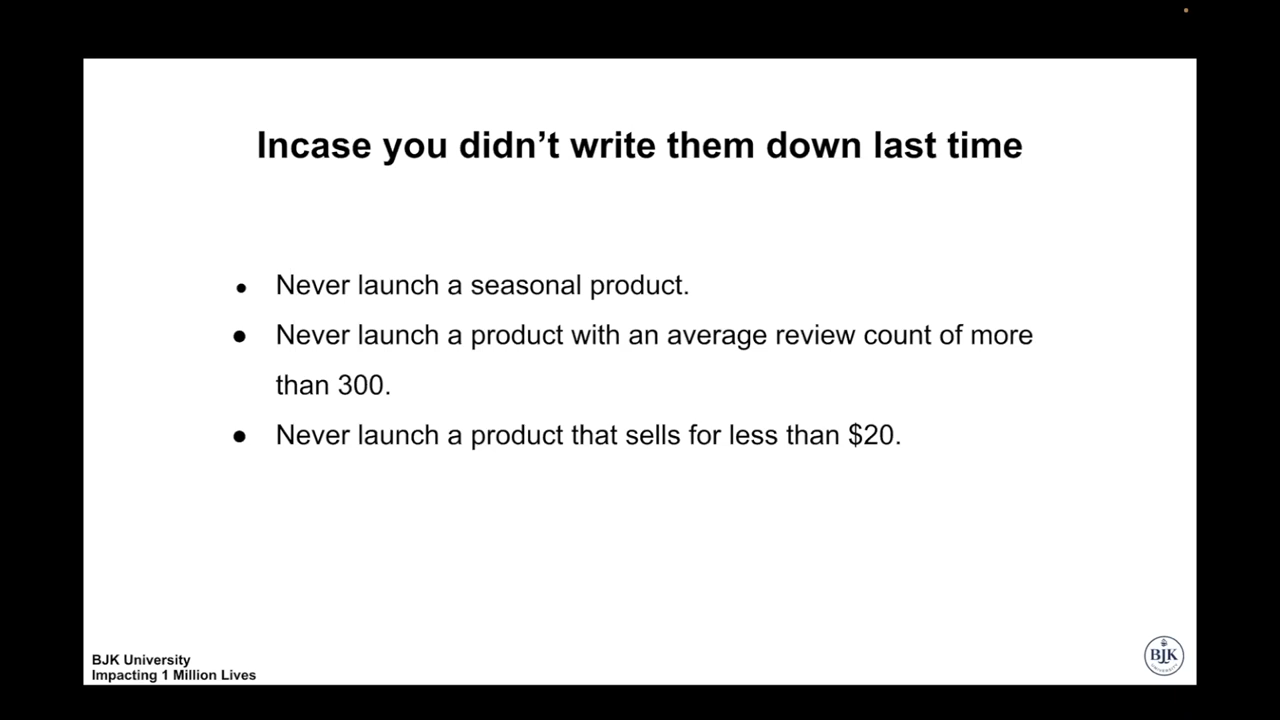 Incase you didn’t write them down last time
● Never launch a seasonal product.
● Never launch a product with an average review count of more
than 300.
● Never launch a product that sells for less than $20.
BJK University
Impacting 1 Million Lives
BJK
UNIVERSITY